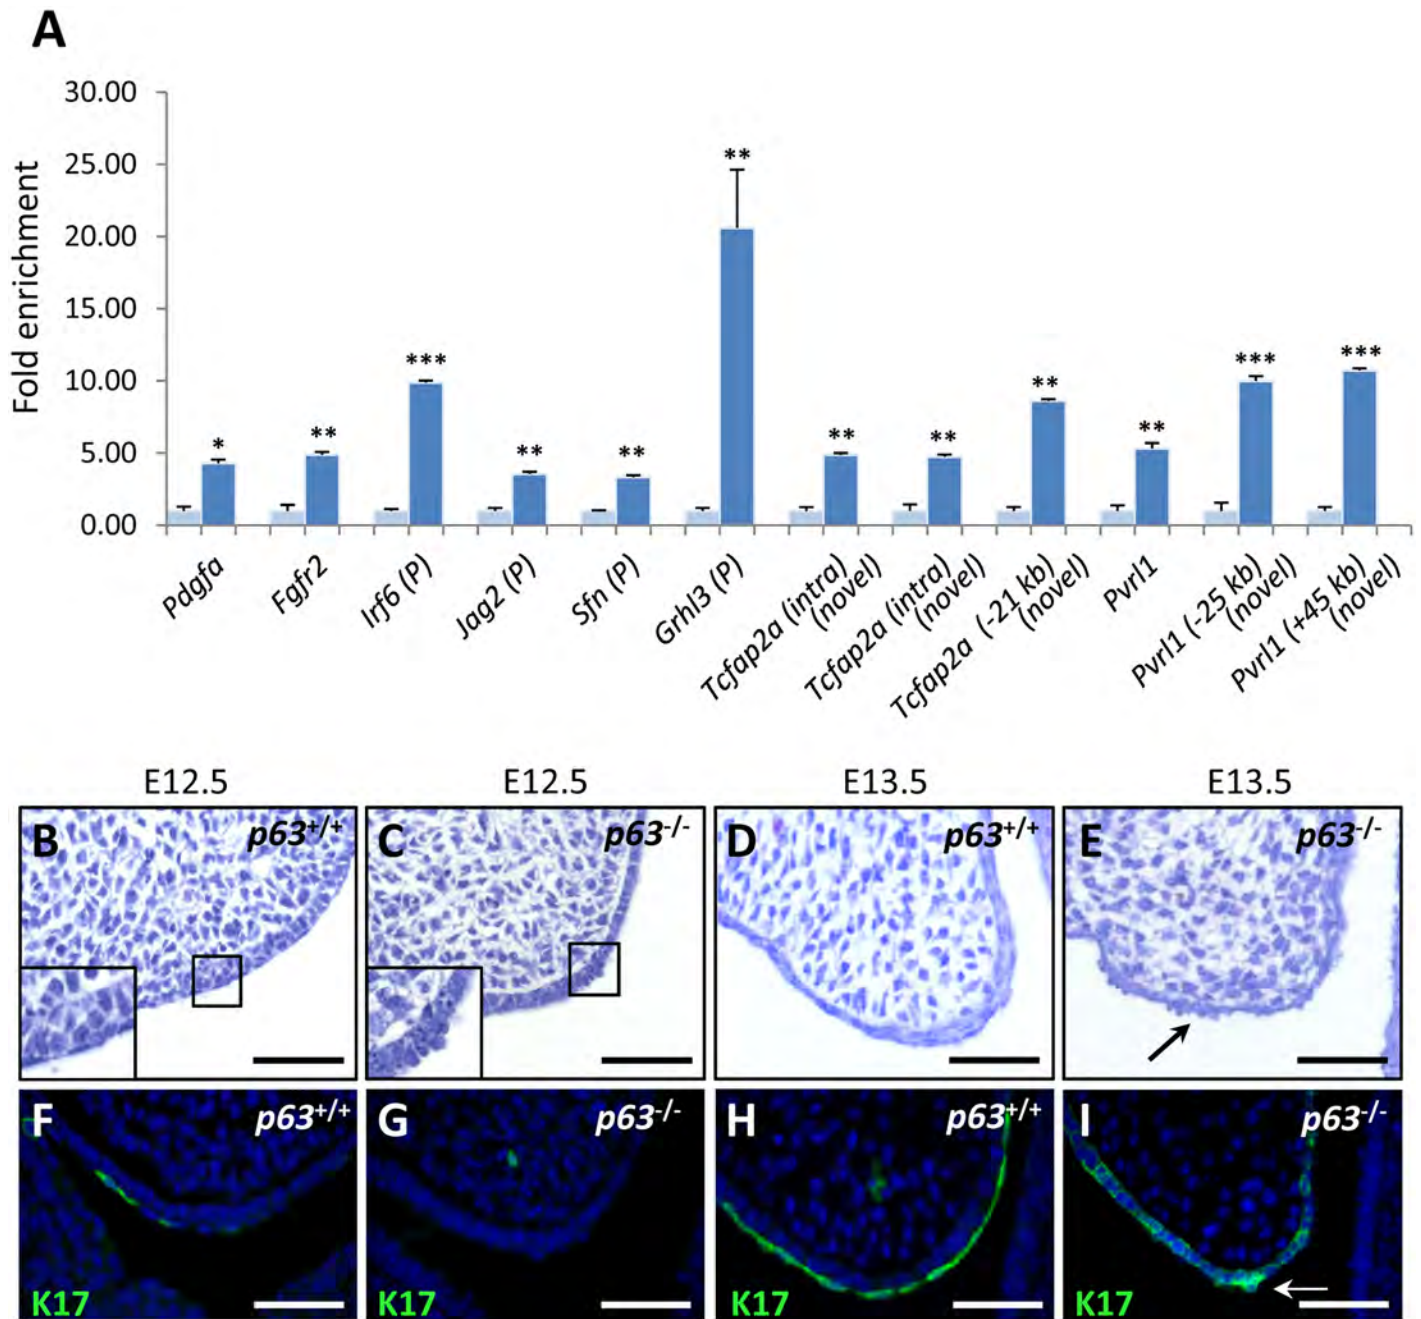 A
30.00
25.00
20.00
15.00
10.00
5.00
0.00
Fold enrichment
*
**
***
**
**
**
**
**
**
**
***
***
Pdgfa
Fgfr2
Irf6 (P)
Jag2 (P)
Sfn (P)
Grhl3 (P)
Tcfap2a (intra)
(novel)
Tcfap2a (intra)
(novel)
Tcfap2a (-21 kb)
(novel)
Pvrl1
Pvrl1 (-25 kb)
(novel)
Pvrl1 (+45 kb)
(novel)
E12.5 E12.5 E13.5 E13.5
B p63+/+ C p63-/- D p63+/+ E p63-/-
F p63+/+ G p63-/- H p63+/+ I p63-/-
K17 K17 K17 K17